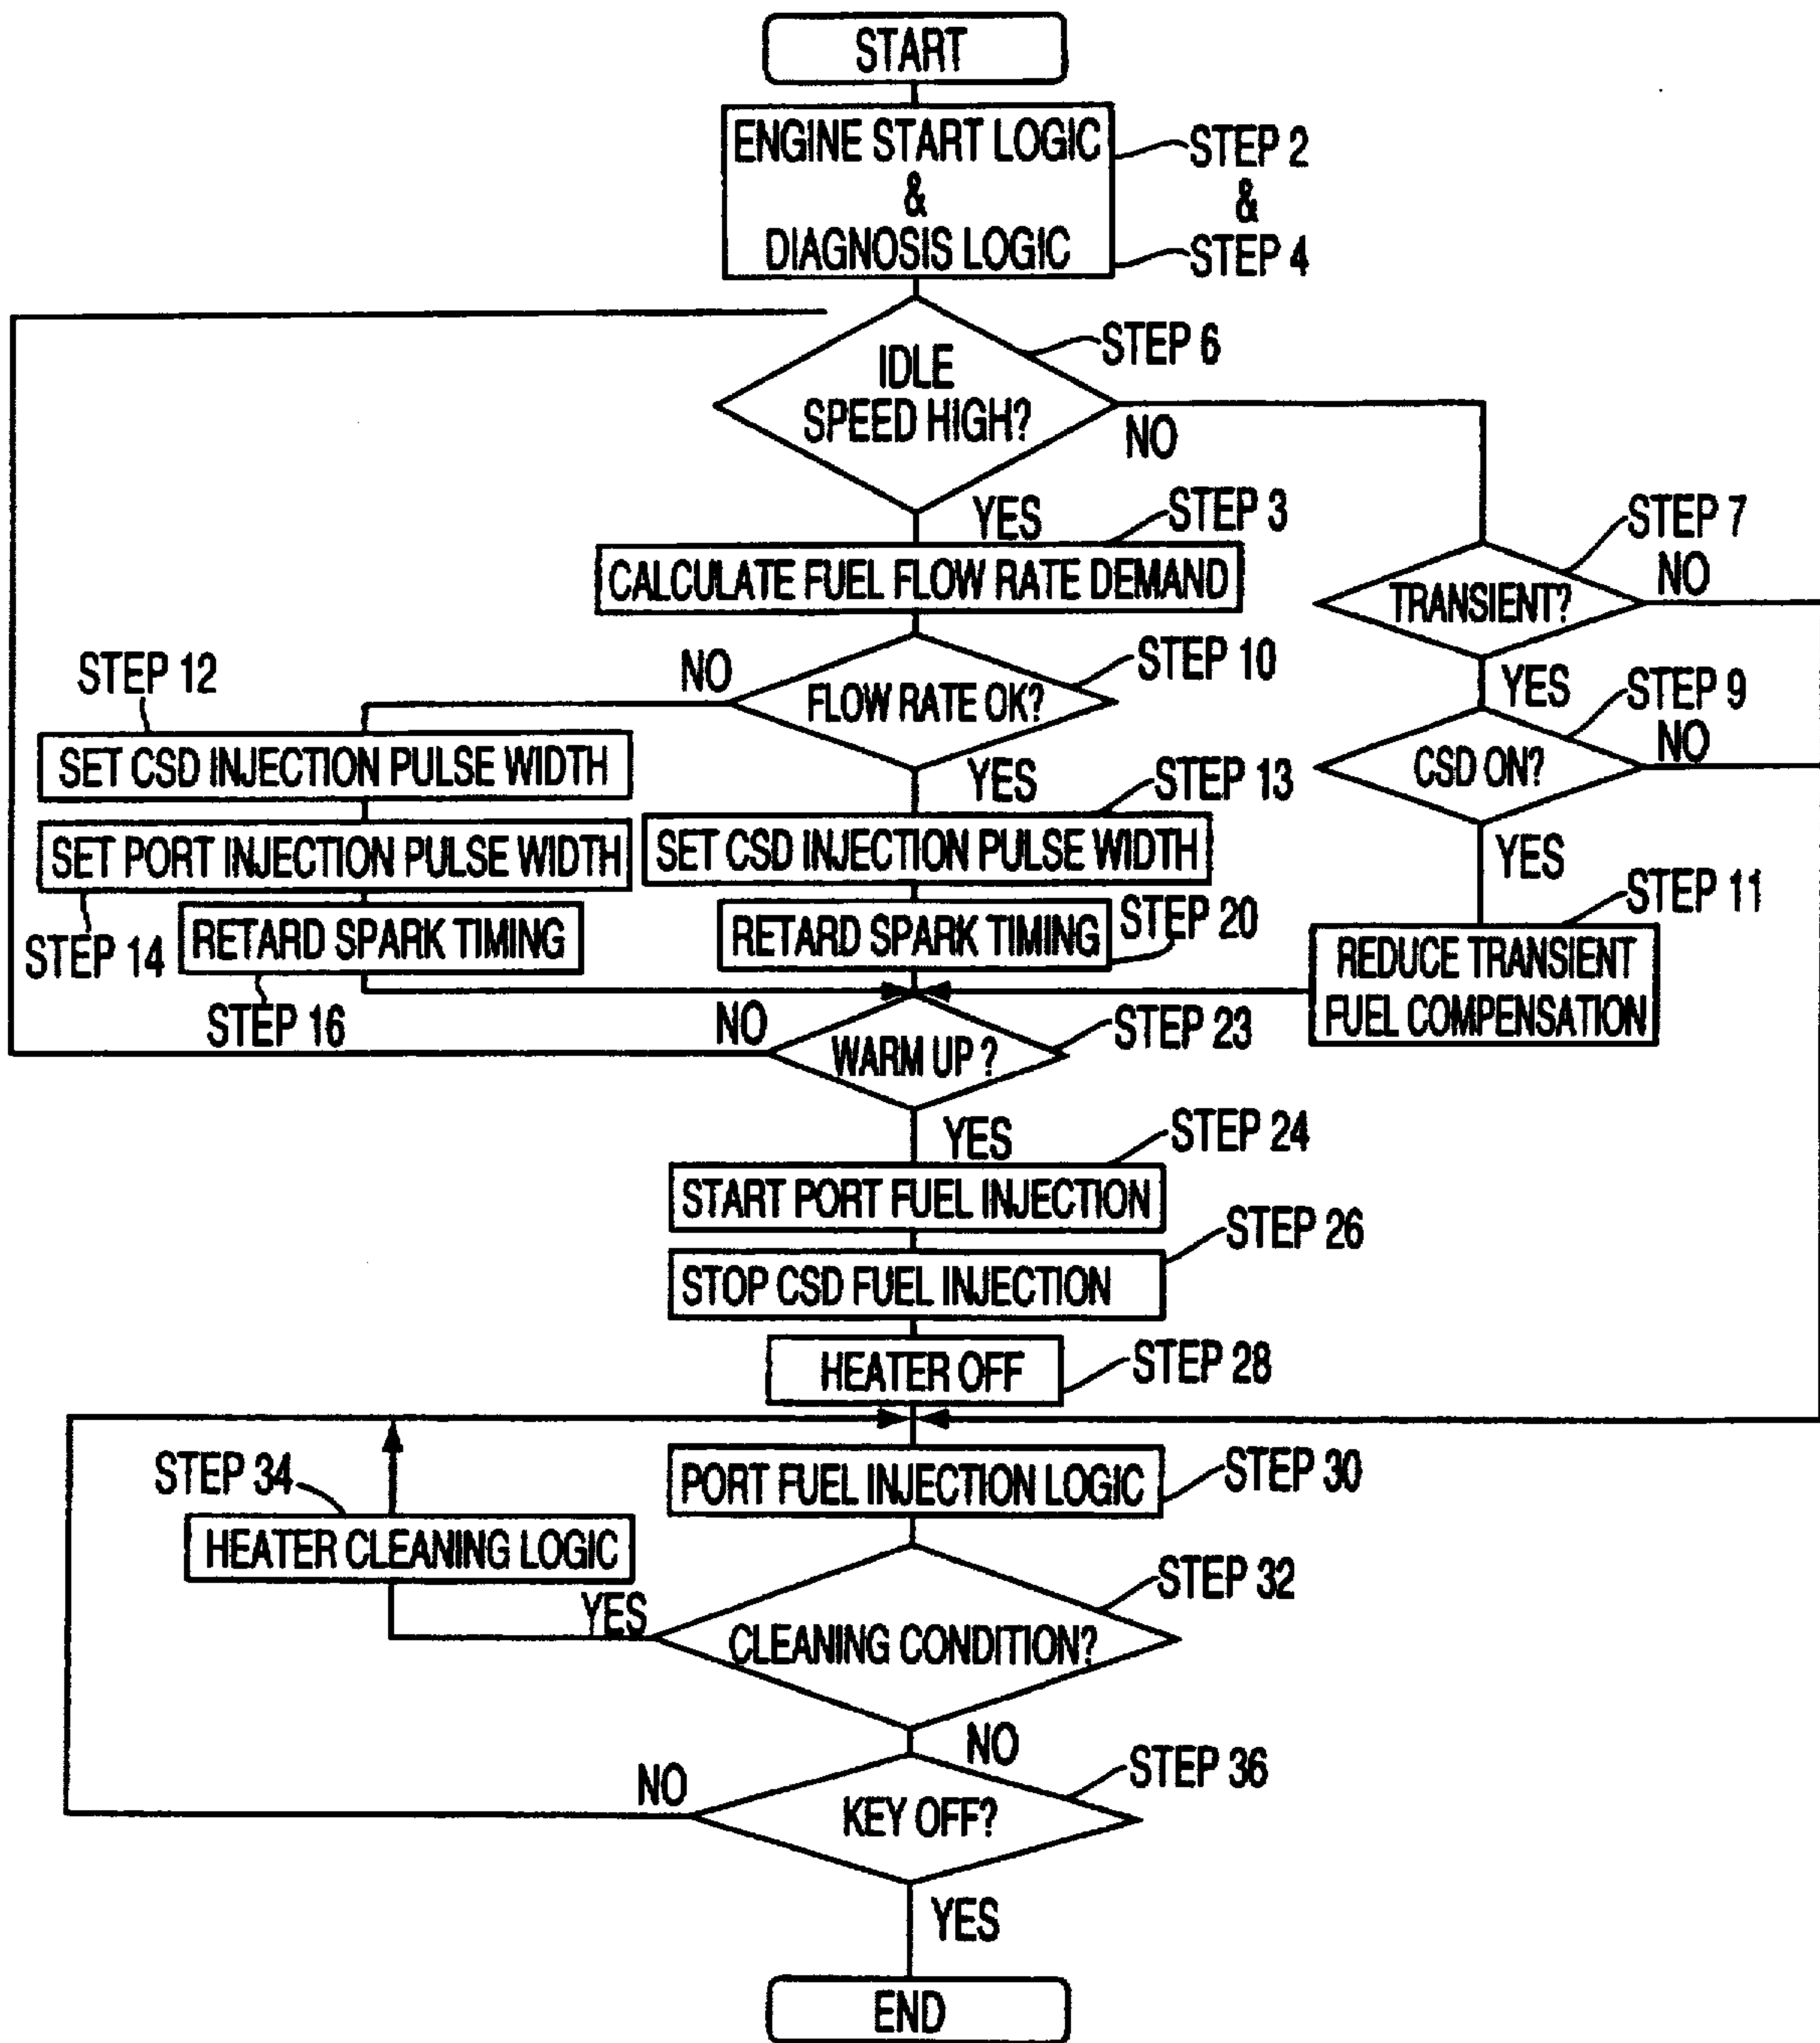 START
ENGINE START LOGIC
&
DIAGNOSIS LOGIC
STEP 2
&
STEP 4
IDLE
SPEED HIGH?
STEP 6
NO
YES
STEP 3
CALCULATE FUEL FLOW RATE DEMAND
STEP 7
TRANSIENT?
NO
YES
STEP 10
FLOW RATE OK?
NO
YES
STEP 9
CSD ON?
NO
YES
STEP 12
SET CSD INJECTION PULSE WIDTH
SET PORT INJECTION PULSE WIDTH
STEP 14
RETARD SPARK TIMING
STEP 16
STEP 13
SET CSD INJECTION PULSE WIDTH
RETARD SPARK TIMING
STEP 20
STEP 11
REDUCE TRANSIENT
FUEL COMPENSATION
NO
WARM UP ?
STEP 23
YES
STEP 24
START PORT FUEL INJECTION
STEP 26
STOP CSD FUEL INJECTION
HEATER OFF
STEP 28
STEP 34
HEATER CLEANING LOGIC
PORT FUEL INJECTION LOGIC
STEP 30
YES
CLEANING CONDITION?
STEP 32
NO
NO
KEY OFF?
STEP 36
YES
END